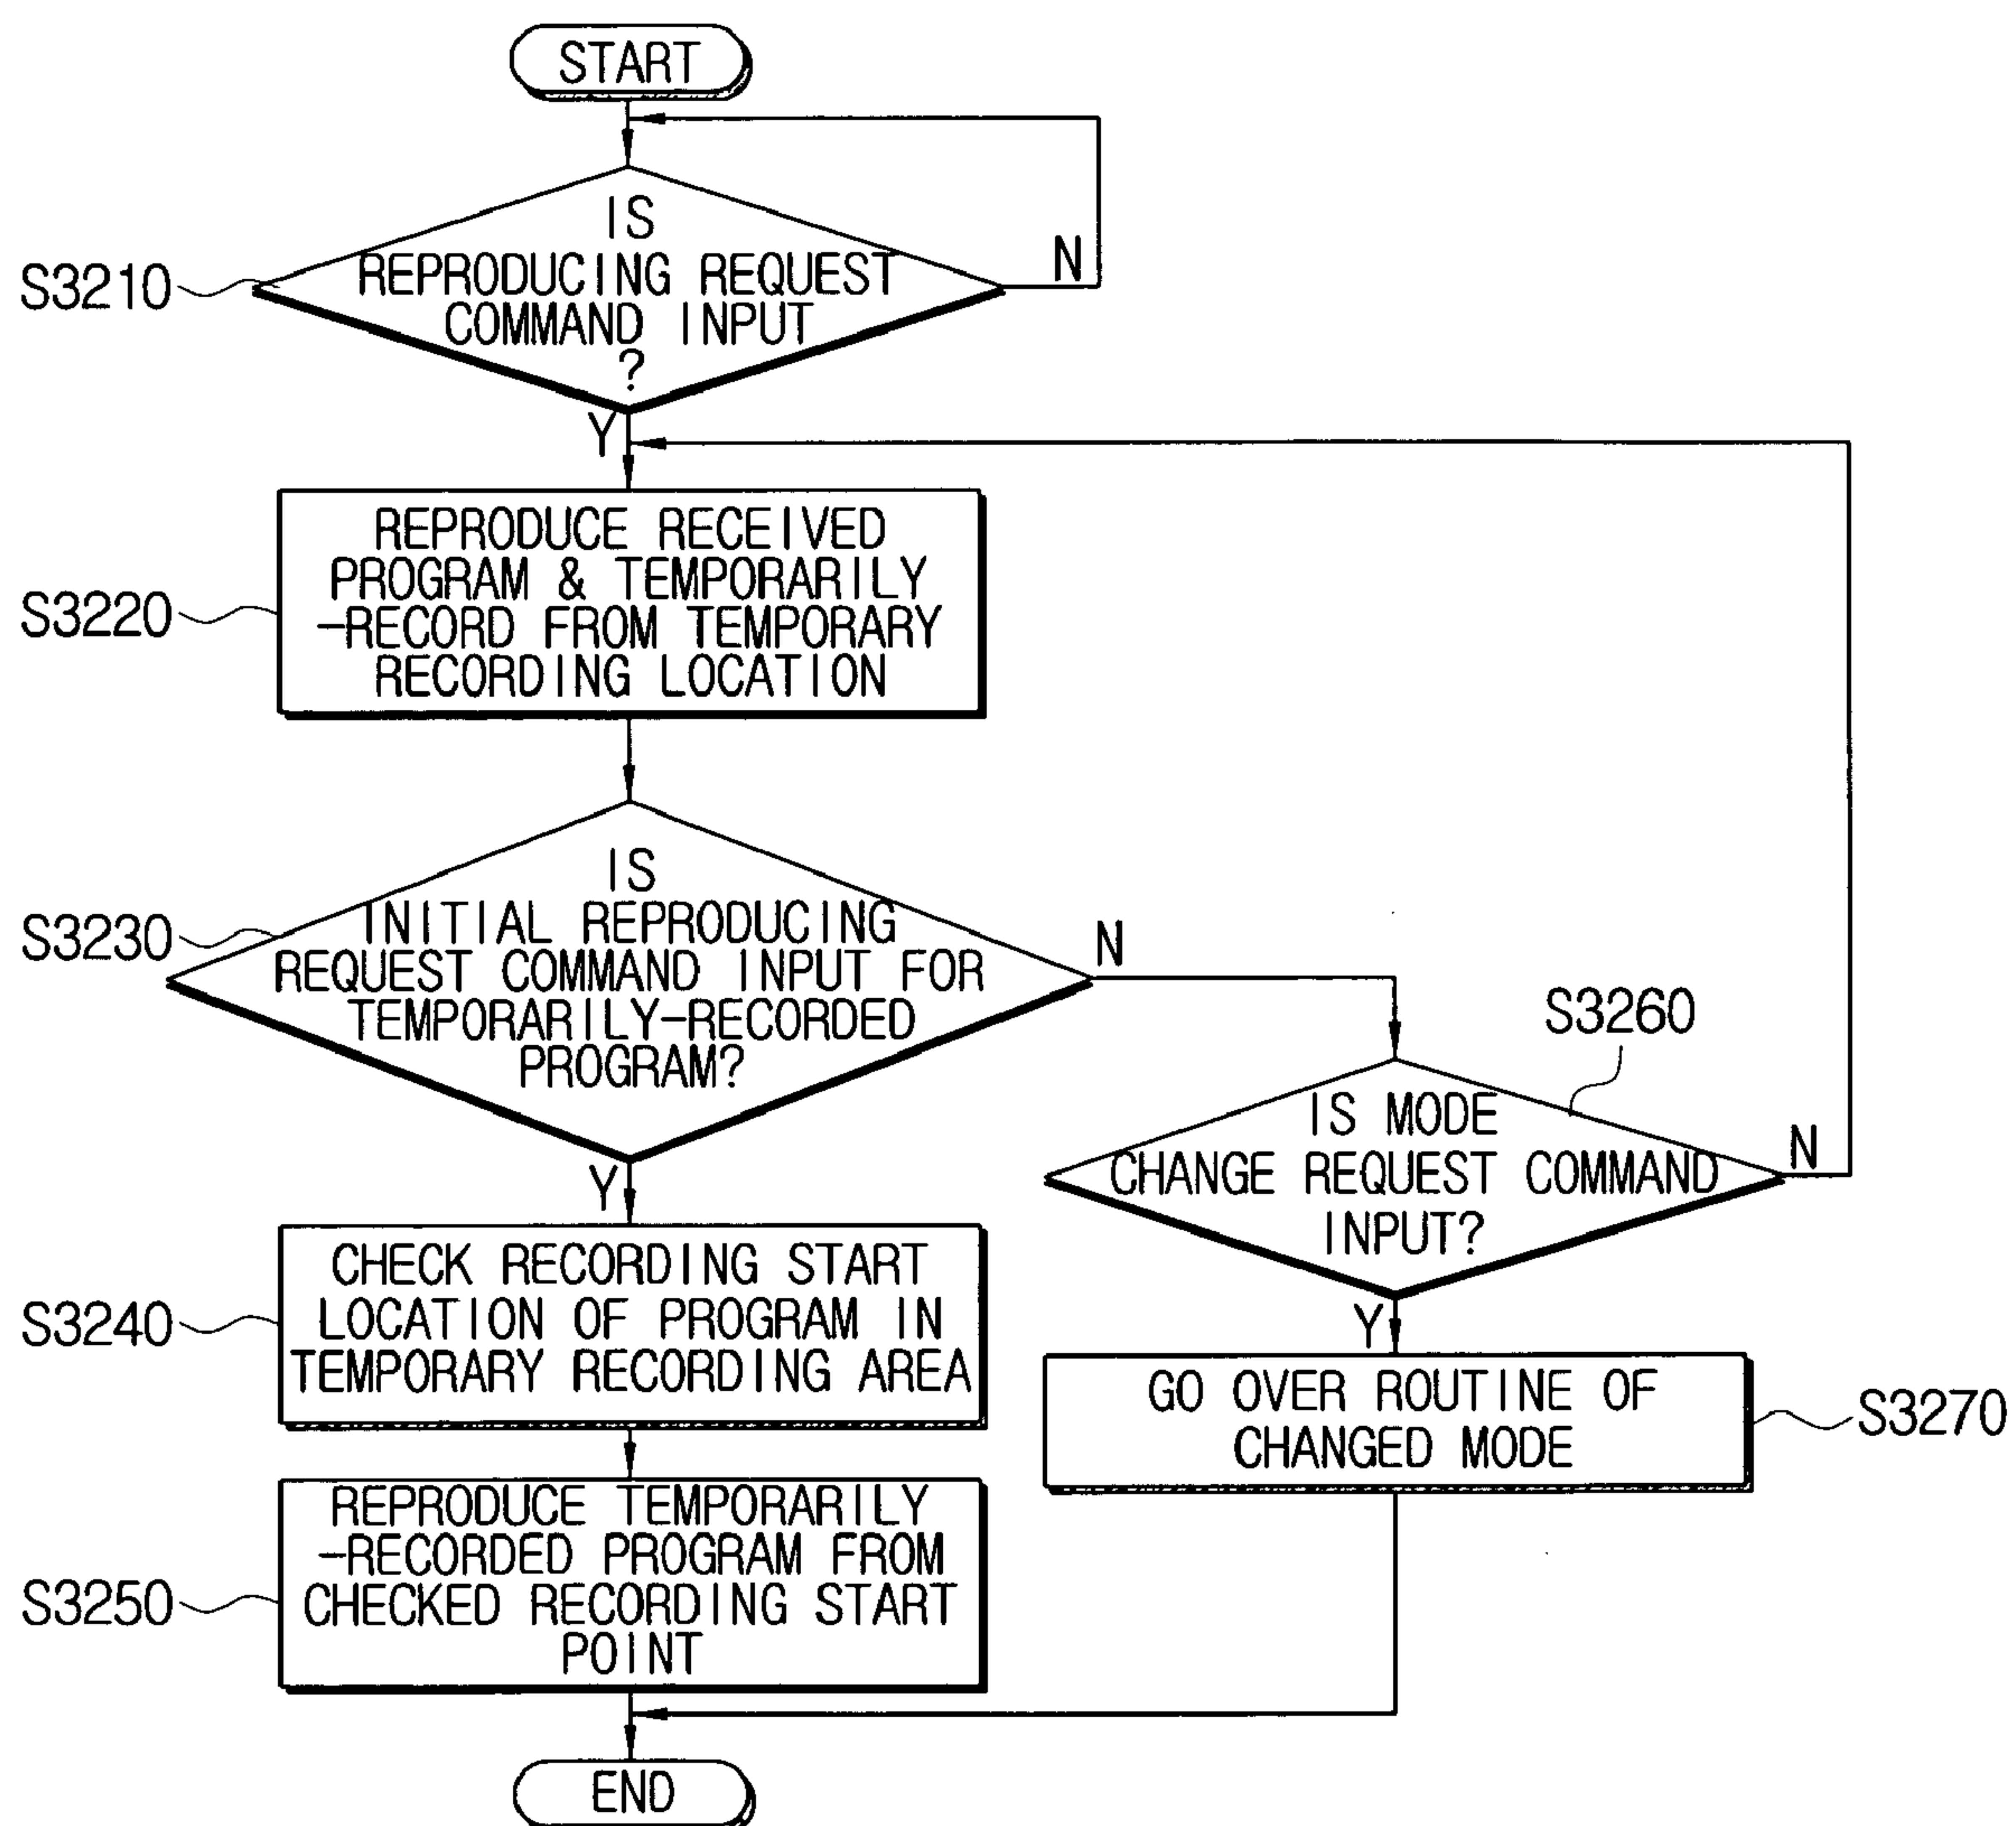 START
IS
REPRODUCING REQUEST
COMMAND INPUT
?
N
S3210
Y
REPRODUCE RECEIVED
PROGRAM & TEMPORARILY
-RECORD FROM TEMPORARY
RECORDING LOCATION
S3220
IS
INITIAL REPRODUCING
REQUEST COMMAND INPUT FOR
TEMPORARILY-RECORDED
PROGRAM?
S3230
N
Y
S3260
IS MODE
CHANGE REQUEST COMMAND
INPUT?
N
Y
CHECK RECORDING START
LOCATION OF PROGRAM IN
TEMPORARY RECORDING AREA
S3240
GO OVER ROUTINE OF
CHANGED MODE
S3270
REPRODUCE TEMPORARILY
-RECORDED PROGRAM FROM
CHECKED RECORDING START
POINT
S3250
END